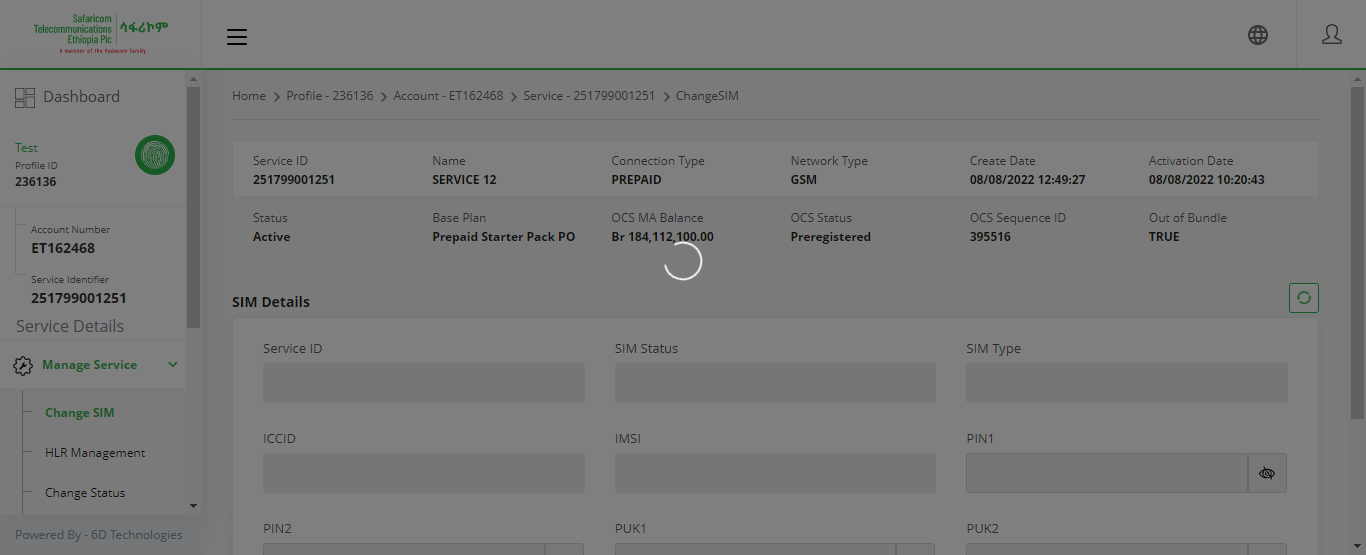 Safaricom
Telecommunications
Ethiopia Plc
ሳፋሪኮም
A member of the Vodacom family
Dashboard
Test
Profile ID
236136
Account Number
ET162468
Service Identifier
251799001251
Service Details
Manage Service
Change SIM
HLR Management
Change Status
Powered By - 6D Technologies
Home > Profile - 236136 > Account - ET162468 > Service - 251799001251 > ChangeSIM
Service ID Name Connection Type Network Type Create Date Activation Date
251799001251 SERVICE 12 PREPAID GSM 08/08/2022 12:49:27 08/08/2022 10:20:43
Status Base Plan OCS MA Balance OCS Status OCS Sequence ID Out of Bundle
Active Prepaid Starter Pack PO Br 184,112,100.00 Preregistered 395516 TRUE
SIM Details
Service ID SIM Status SIM Type
ICCID IMSI PIN1
PIN2 PUK1 PUK2